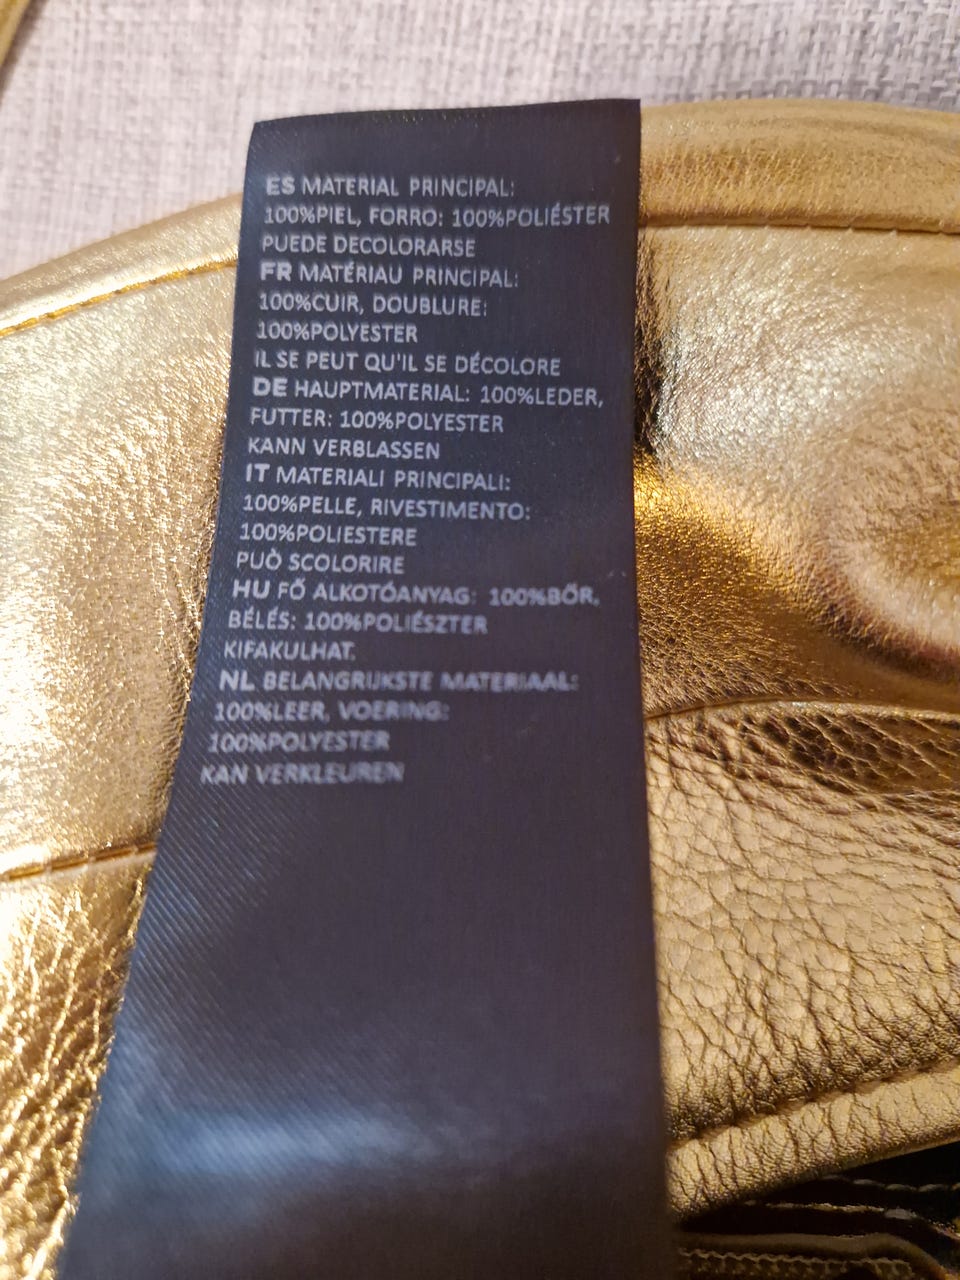 ES MATERIAL PRINCIPAL:
100%PIEL, FORRO: 100%POLIÉSTER
PUEDE DECOLORARSE
FR MATÉRIAU PRINCIPAL:
100%CUIR, DOUBLURE:
100%POLYESTER
IL SE PEUT QU'IL SE DÉCOLORE
DE HAUPTMATERIAL: 100%LEDER,
FUTTER: 100%POLYESTER
KANN VERBLASSEN
IT MATERIALI PRINCIPALI:
100%PELLE, RIVESTIMENTO:
100%POLIESTERE
PUÒ SCOLORIRE
HU FŐ ALKOTÓANYAG: 100%BŐR,
BÉLÉS: 100%POLIÉSZTER
KIFAKULHAT.
NL BELANGRIJKSTE MATERIAAL:
100%LEER, VOERING:
100%POLYESTER
KAN VERKLEUREN